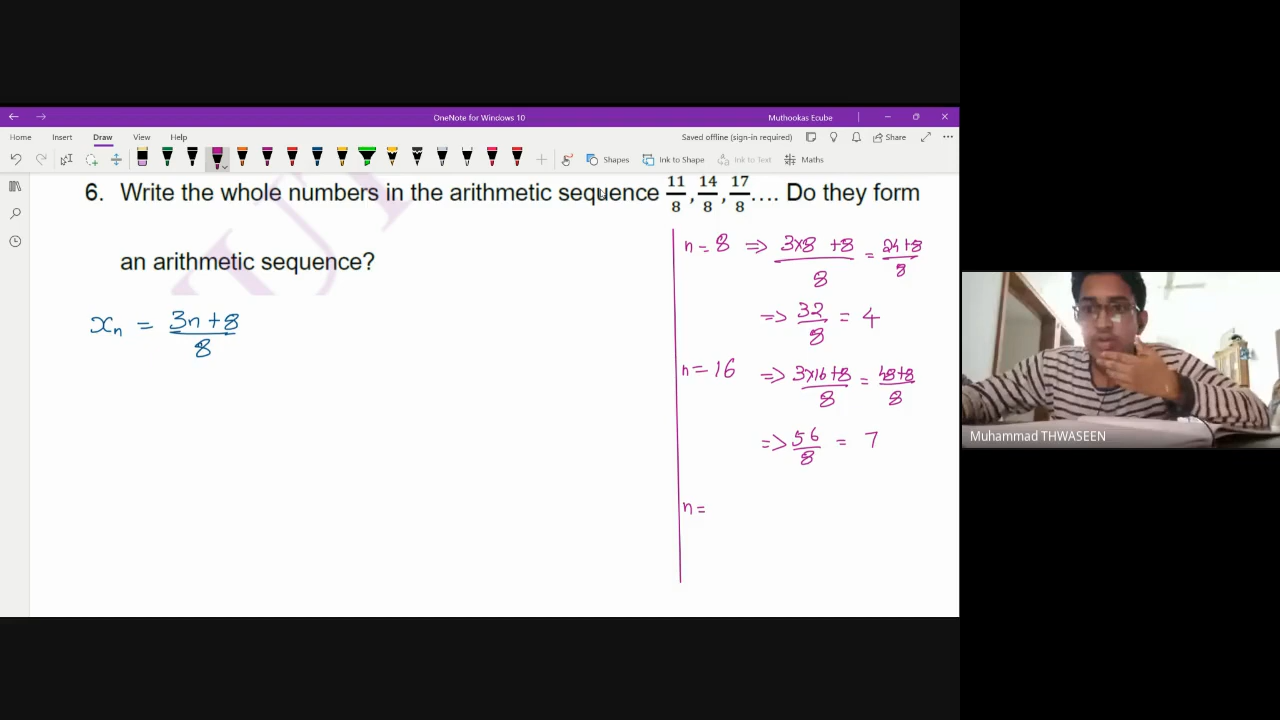 OneNote for Windows 10
Muthookas Ecube
Home Insert Draw View Help
Saved offline (sign-in required) Share
Shapes Ink to Shape Ink to Text Maths
6. Write the whole numbers in the arithmetic sequence 11/8, 14/8, 17/8.... Do they form
an arithmetic sequence?
xₙ = (3n+8)/8
n = 8 => (3×8 +8)/8 = (24+8)/8
=> 32/8 = 4
n = 16 => (3×16+8)/8 = (48+8)/8
=> 56/8 = 7
n =
Muhammad THWASEEN